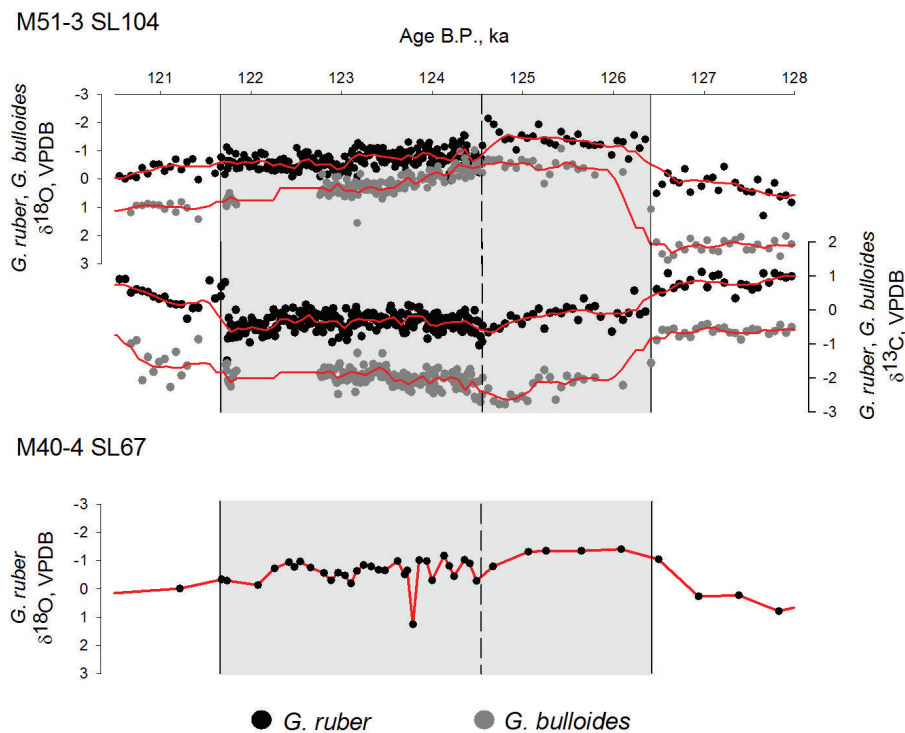 M51-3 SL104
Age B.P., ka
121 122 123 124 125 126 127 128
G. ruber, G. bulloides
δ18O, VPDB
-3
-2
-1
0
1
2
3
2
1
0
-1
-2
-3
G. ruber, G. bulloides
δ13C, VPDB
M40-4 SL67
G. ruber
δ18O, VPDB
-3
-2
-1
0
1
2
3
G. ruber G. bulloides